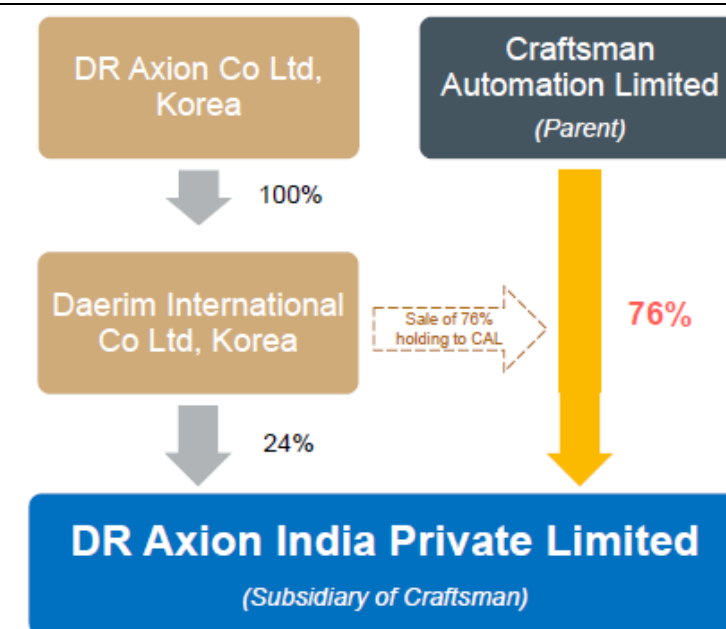 DR Axion Co Ltd,
Korea
Craftsman
Automation Limited
(Parent)
100%
Daerim International
Co Ltd, Korea
Sale of 76%
holding to CAL
76%
24%
DR Axion India Private Limited
(Subsidiary of Craftsman)